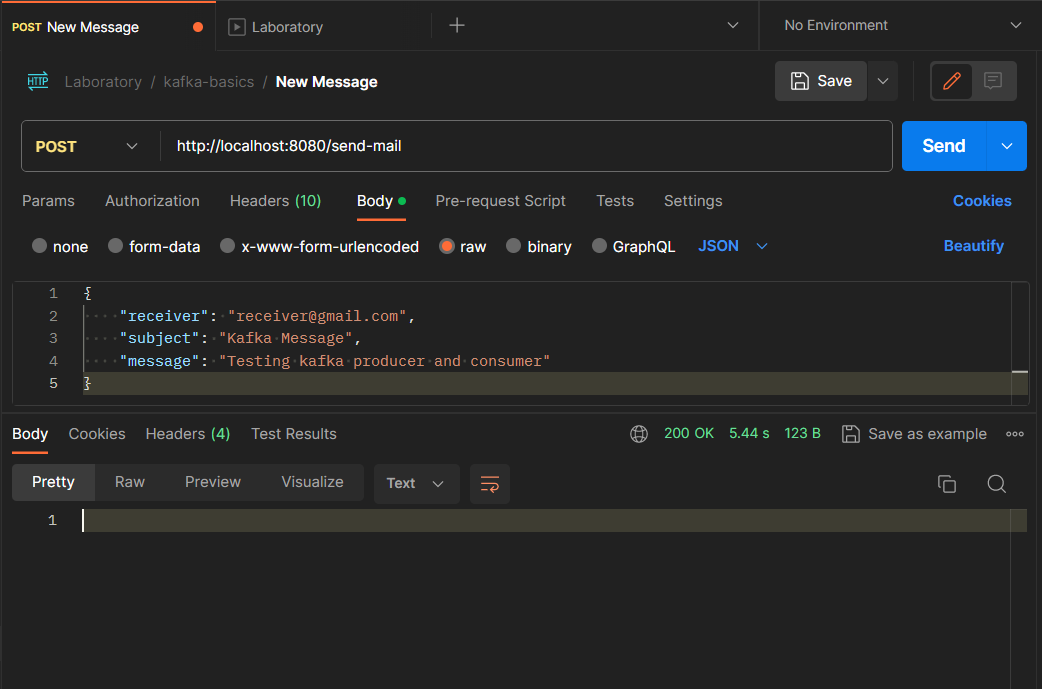 POST New Message
Laboratory
No Environment
HTTP Laboratory / kafka-basics / New Message
Save
POST http://localhost:8080/send-mail
Send
Params Authorization Headers (10) Body Pre-request Script Tests Settings Cookies
none form-data x-www-form-urlencoded raw binary GraphQL JSON Beautify
1 {
2 "receiver": "receiver@gmail.com",
3 "subject": "Kafka Message",
4 "message": "Testing kafka producer and consumer"
5 }
Body Cookies Headers (4) Test Results 200 OK 5.44 s 123 B Save as example
Pretty Raw Preview Visualize Text
1